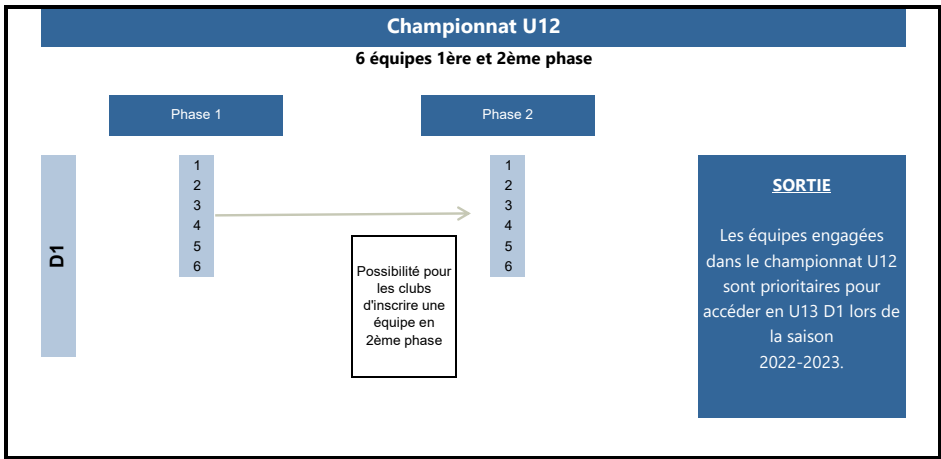 Championnat U12
6 équipes 1ère et 2ème phase
Phase 1
Phase 2
D1
1
2
3
4
5
6
Possibilité pour
les clubs
d'inscrire une
équipe en
2ème phase
1
2
3
4
5
6
SORTIE
Les équipes engagées
dans le championnat U12
sont prioritaires pour
accéder en U13 D1 lors de
la saison
2022-2023.